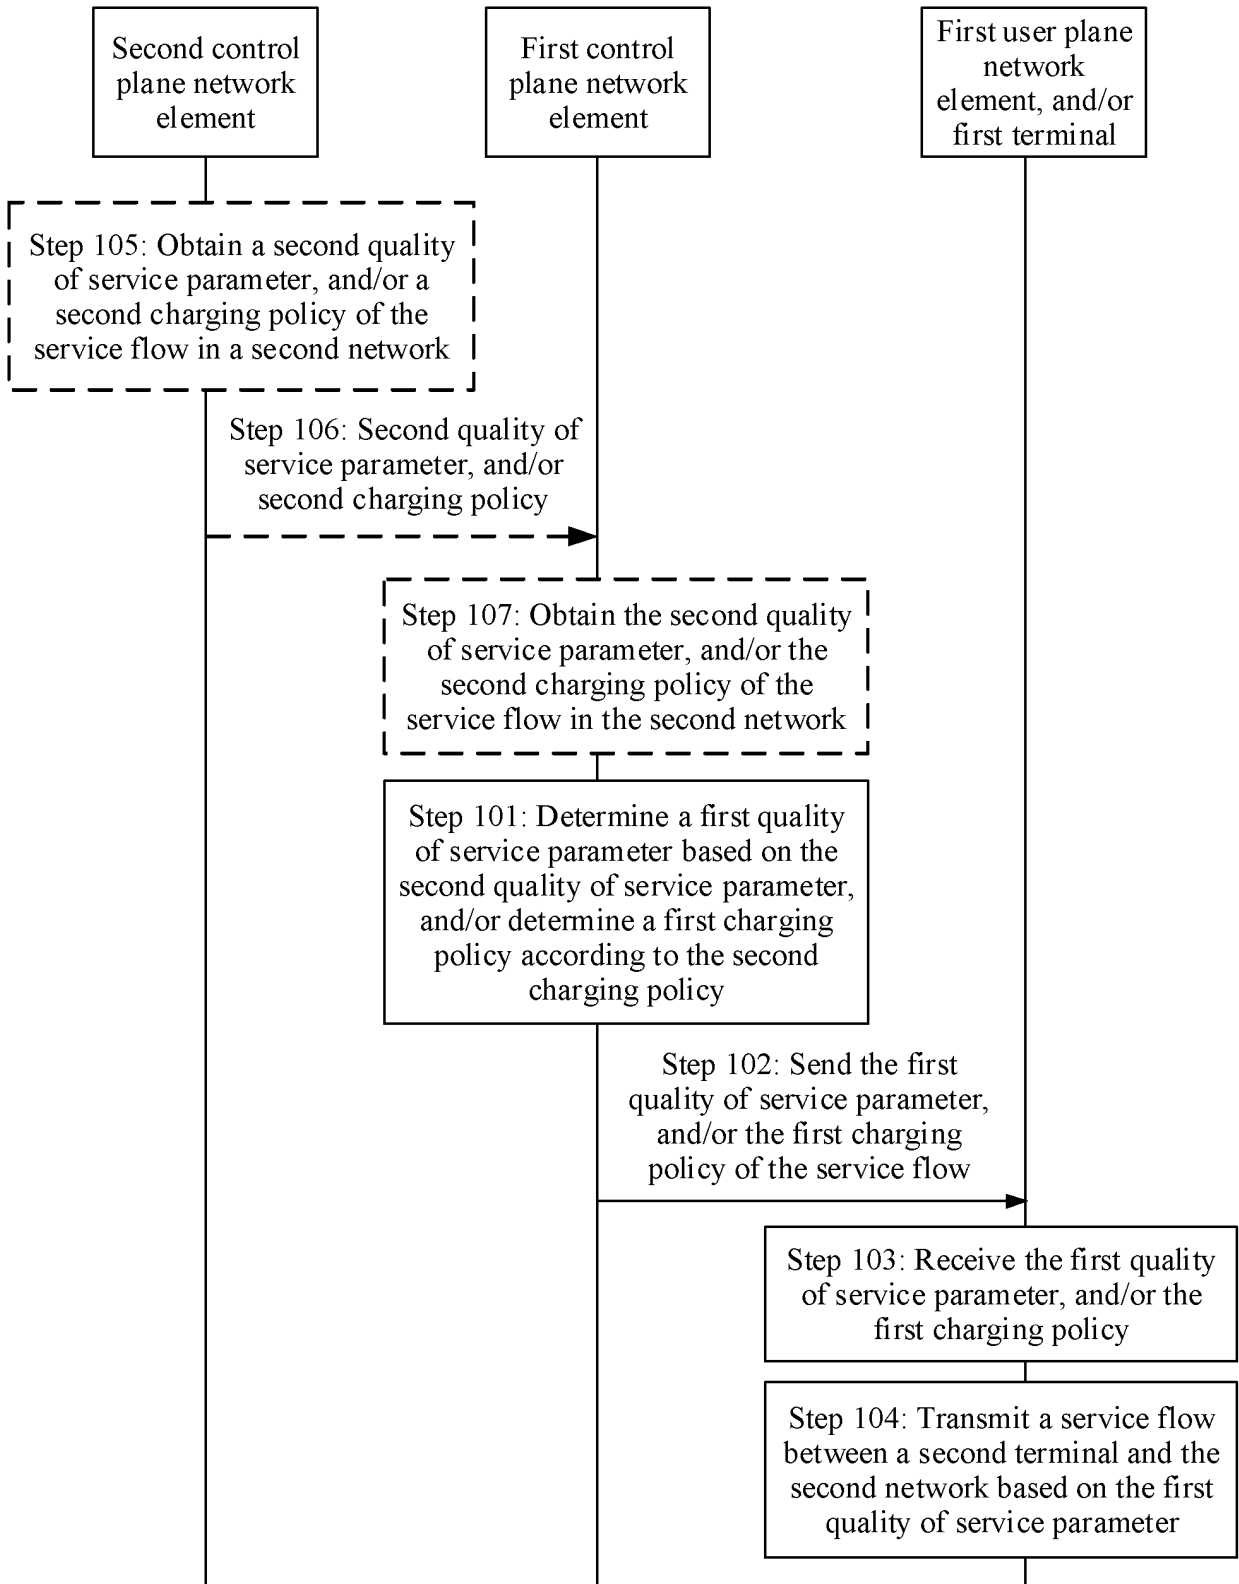 Second control
plane network
element
First control
plane network
element
First user plane
network
element, and/or
first terminal
Step 105: Obtain a second quality
of service parameter, and/or a
second charging policy of the
service flow in a second network
Step 106: Second quality of
service parameter, and/or
second charging policy
Step 107: Obtain the second quality
of service parameter, and/or the
second charging policy of the
service flow in the second network
Step 101: Determine a first quality
of service parameter based on the
second quality of service parameter,
and/or determine a first charging
policy according to the second
charging policy
Step 102: Send the first
quality of service parameter,
and/or the first charging
policy of the service flow
Step 103: Receive the first quality
of service parameter, and/or the
first charging policy
Step 104: Transmit a service flow
between a second terminal and the
second network based on the first
quality of service parameter